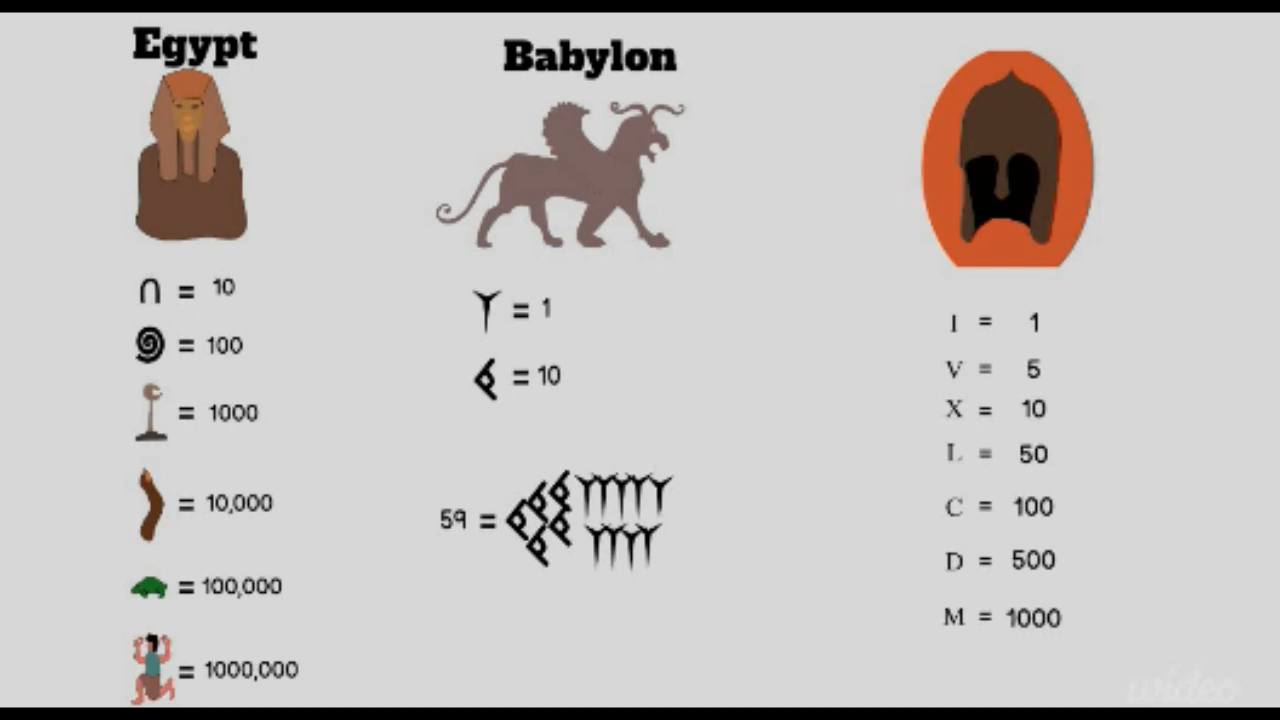 Egypt
= 10
= 100
= 1000
= 10,000
= 100,000
= 1000,000
Babylon
= 1
= 10
59 =
I = 1
V = 5
X = 10
L = 50
C = 100
D = 500
M = 1000